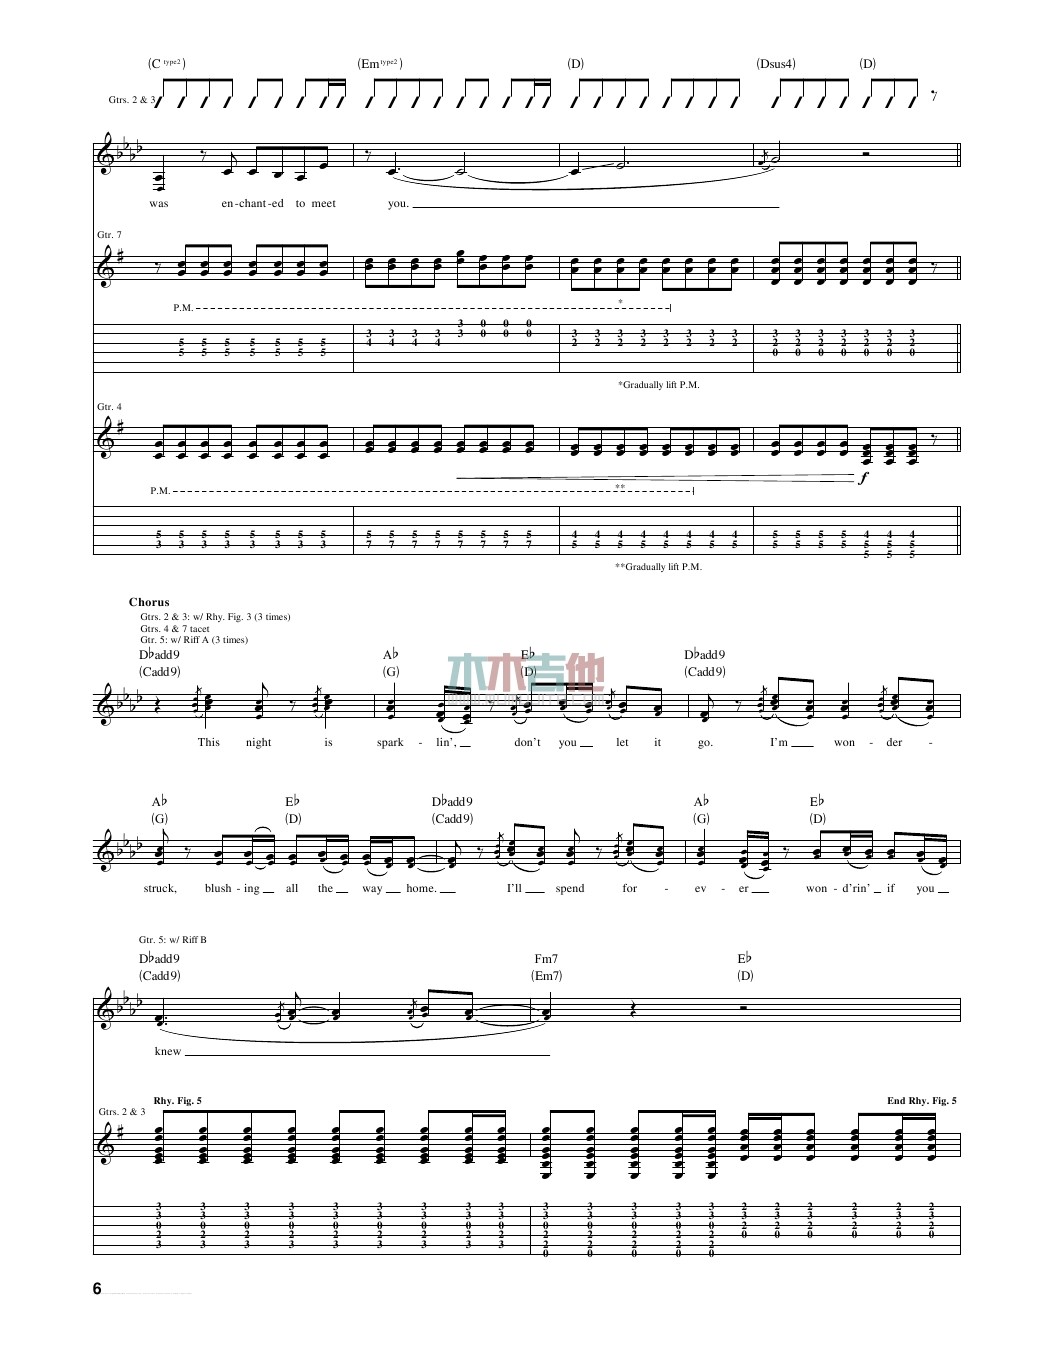 (C type2) (Em type2) (D) (Dsus4) (D)
Gtrs. 2 & 3
was en-chant-ed to meet you.
Gtr. 7
P.M. *
3 0 0 0
3 3 3 3 3 0 0 0 3 3 3 3 3 3 3 3 3 3 3 3 3 3 3
5 5 5 5 5 5 5 4 4 4 4 2 2 2 2 2 2 2 2 2 2 2 2 2 2 2
5 5 5 5 5 5 5 0 0 0 0 0 0 0
*Gradually lift P.M.
Gtr. 4
f
P.M. **
5 5 5 5 5 5 5 5 5 5 5 5 5 5 5 5 4 4 4 4 4 4 4 4 5 5 5 5 4 4 4
3 3 3 3 3 3 3 3 7 7 7 7 7 7 7 7 5 5 5 5 5 5 5 5 5 5 5 5 5 5 5
5 5 5
**Gradually lift P.M.
Chorus
Gtrs. 2 & 3: w/ Rhy. Fig. 3 (3 times)
Gtrs. 4 & 7 tacet
Gtr. 5: w/ Riff A (3 times)
D♭add9 A♭ E♭ D♭add9
(Cadd9) (G) (D) (Cadd9)
木木吉他
This night is spark - lin', don't you let it go. I'm won - der -
A♭ E♭ D♭add9 A♭ E♭
(G) (D) (Cadd9) (G) (D)
struck, blush - ing all the way home. I'll spend for - ev - er won - d'rin' if you
Gtr. 5: w/ Riff B
D♭add9 Fm7 E♭
(Cadd9) (Em7) (D)
knew
Rhy. Fig. 5 End Rhy. Fig. 5
Gtrs. 2 & 3
3 3 3 3 3 3 3 3 3 3 3 3 3 3 2 2 2 2 2 2
3 3 3 3 3 3 3 3 3 3 3 3 3 3 3 3 3 3 3 3
0 0 0 0 0 0 0 0 0 0 0 0 0 0 2 2 2 2 2 2
2 2 2 2 2 2 2 2 2 2 2 2 2 2 0 0 0 0 0 0
3 3 3 3 3 3 3 3 3 2 2 2 2 2
0 0 0 0 0
6